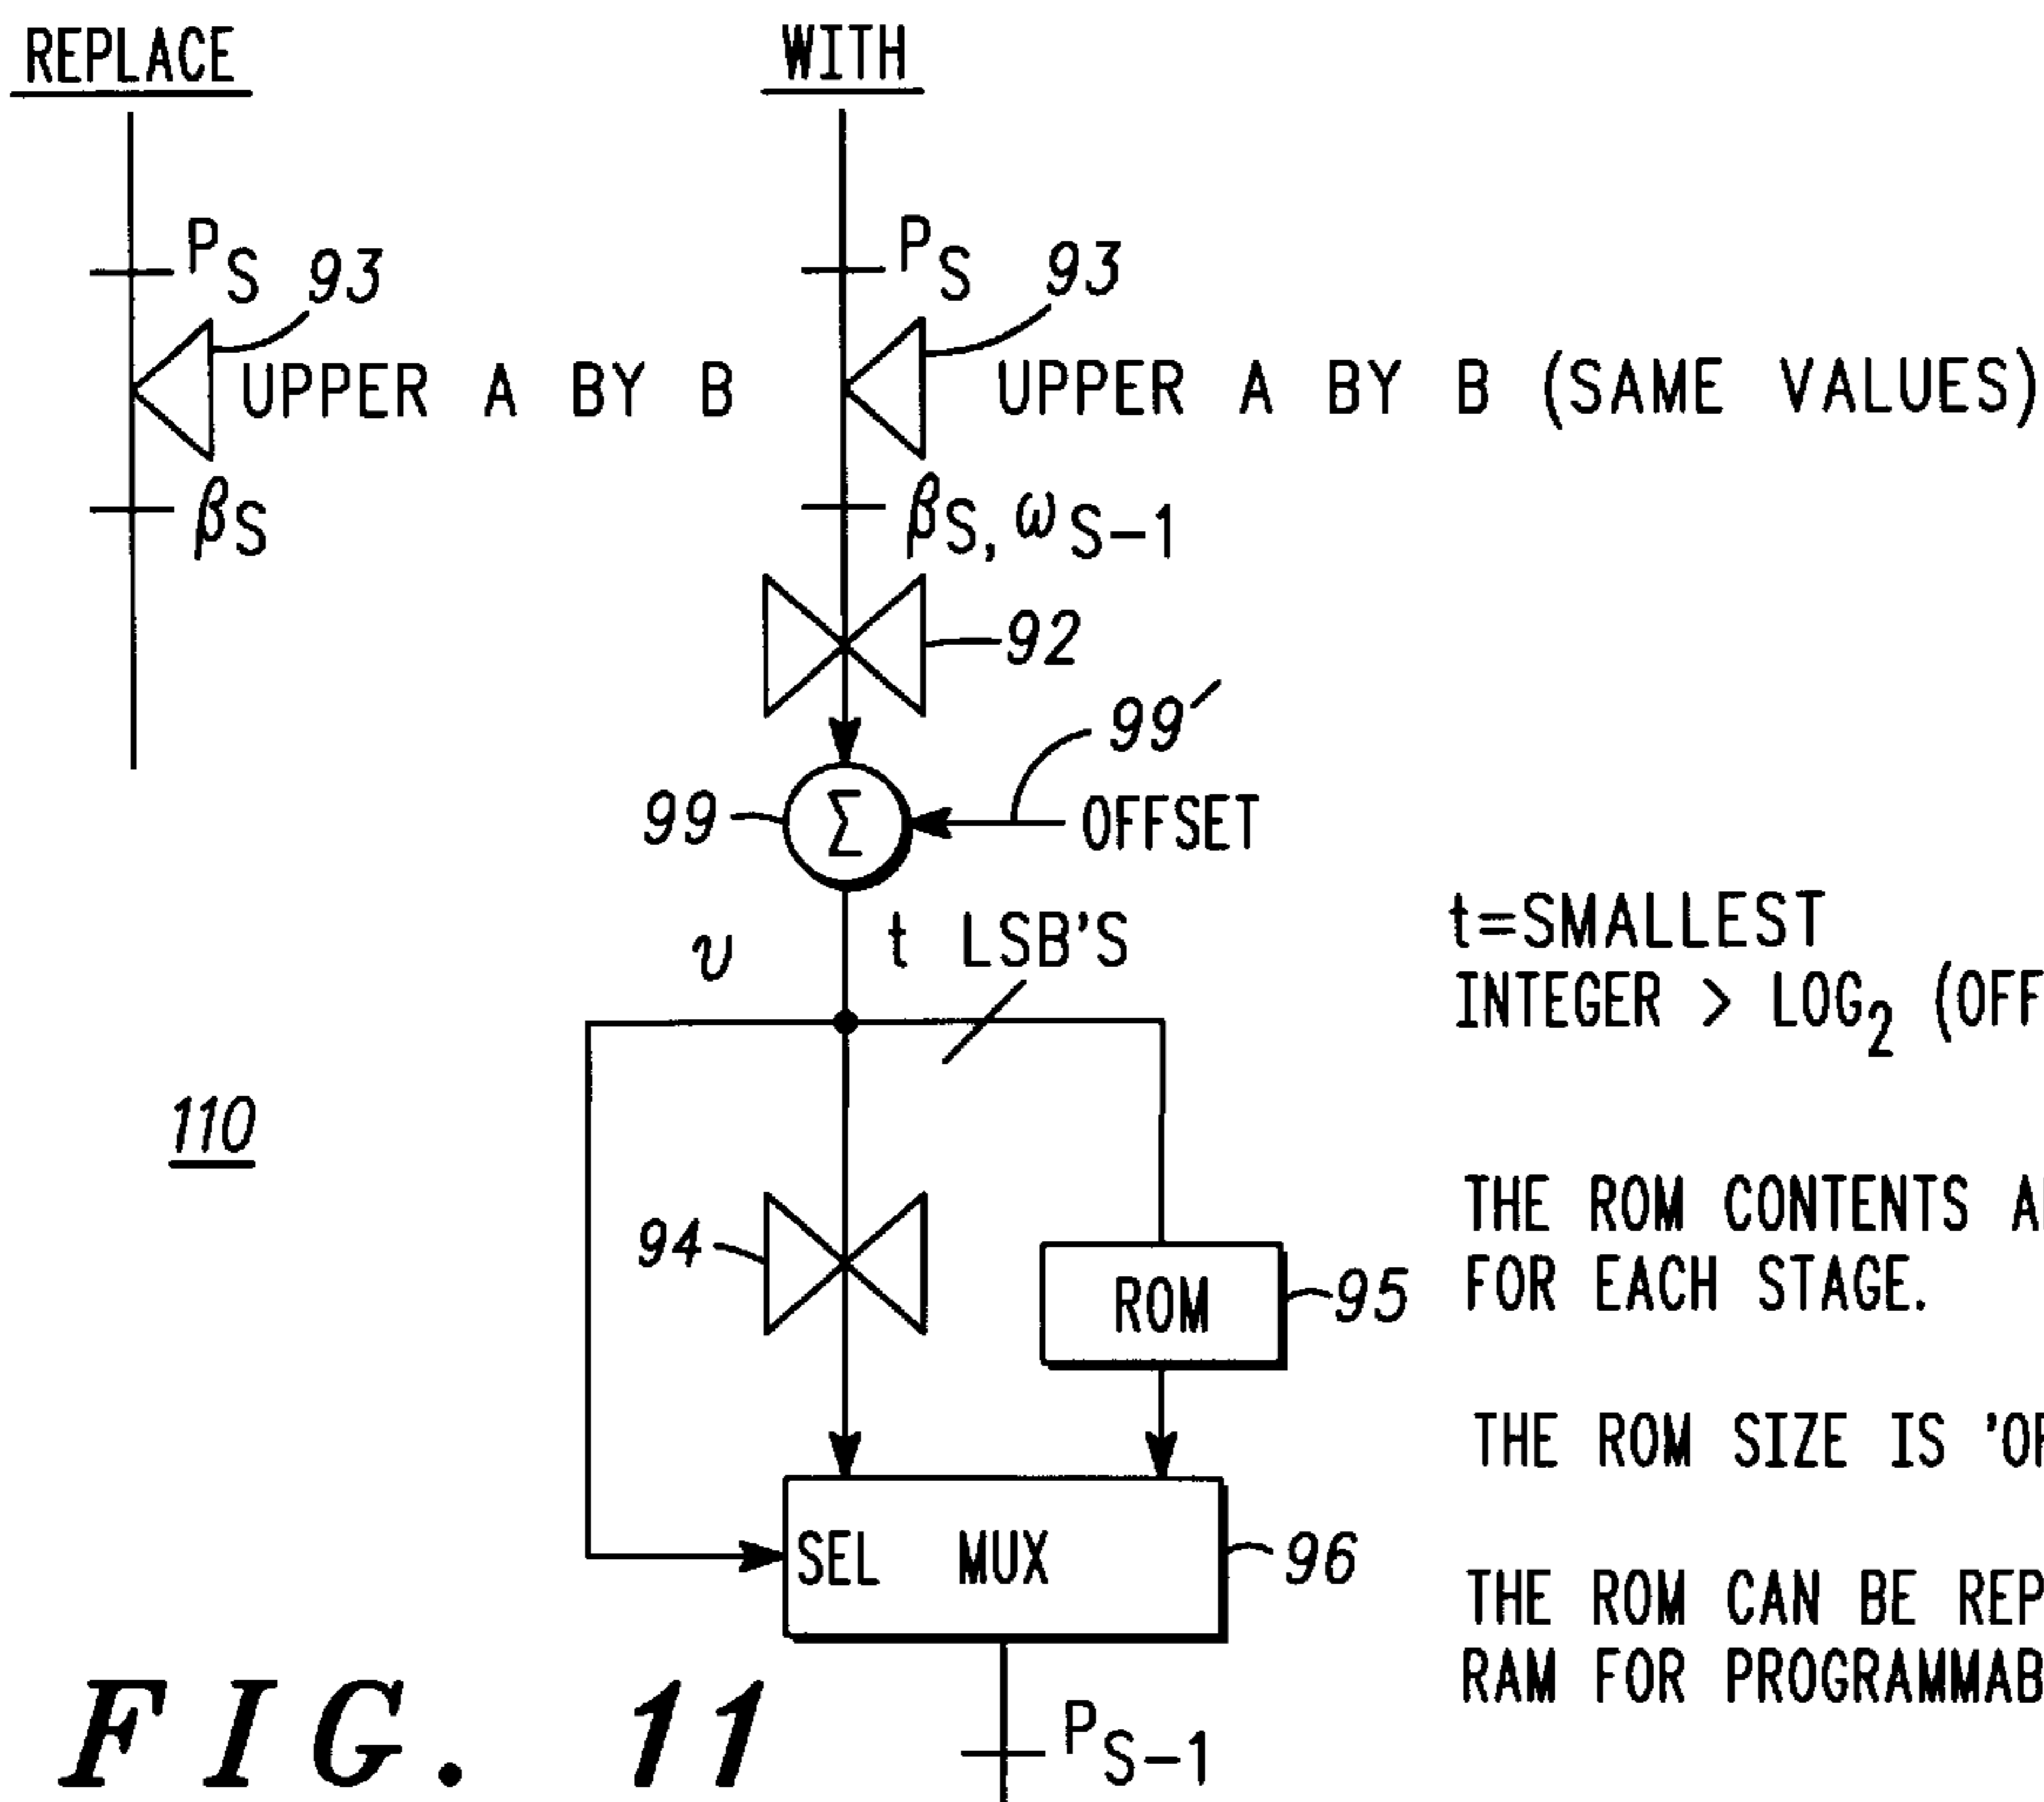 REPLACE
WITH
P_S
93
UPPER A BY B
β_S
P_S
93
UPPER A BY B (SAME VALUES)
β_S, ω_S-1
92
99'
99
Σ
OFFSET
υ
t LSB'S
t=SMALLEST
INTEGER > LOG_2
110
94
ROM
95
THE ROM CONTENTS
FOR EACH STAGE.
THE ROM SIZE IS
SEL MUX
96
THE ROM CAN BE
RAM FOR
P_S-1
FIG. 11